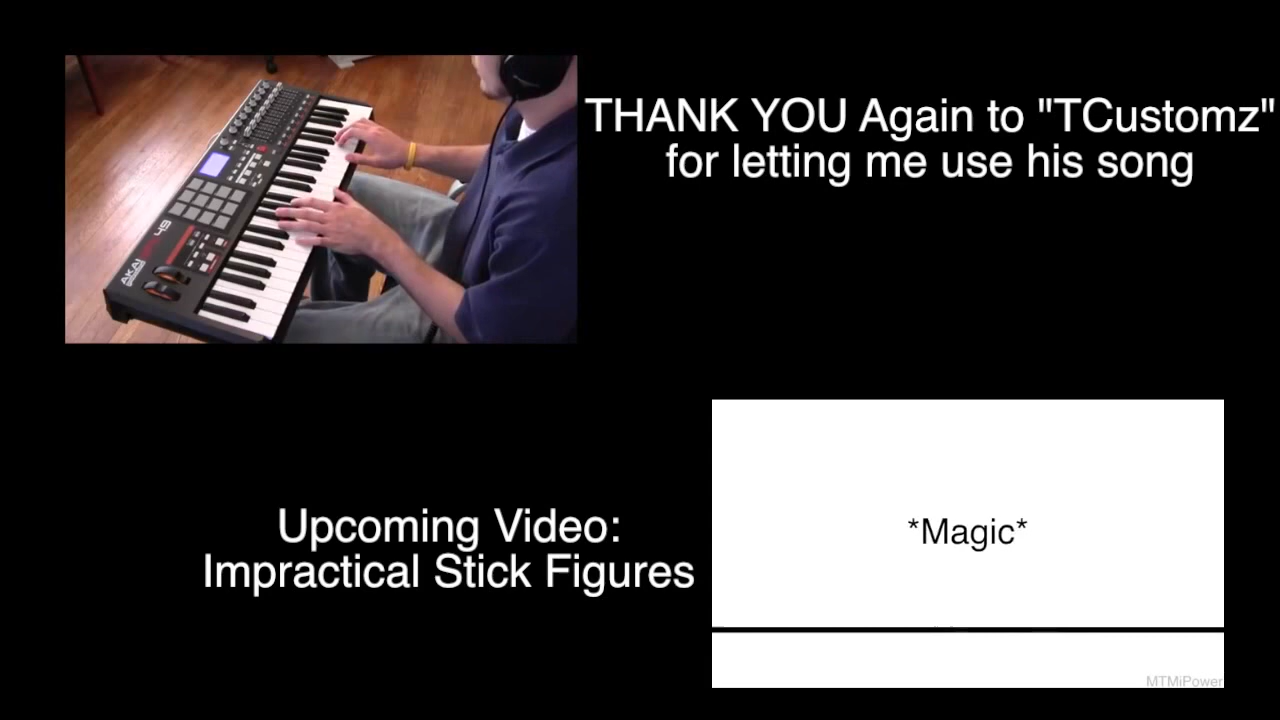 THANK YOU Again to "TCustomz"
for letting me use his song
AKAI
49
Upcoming Video:
Impractical Stick Figures
*Magic*
MTMiPower